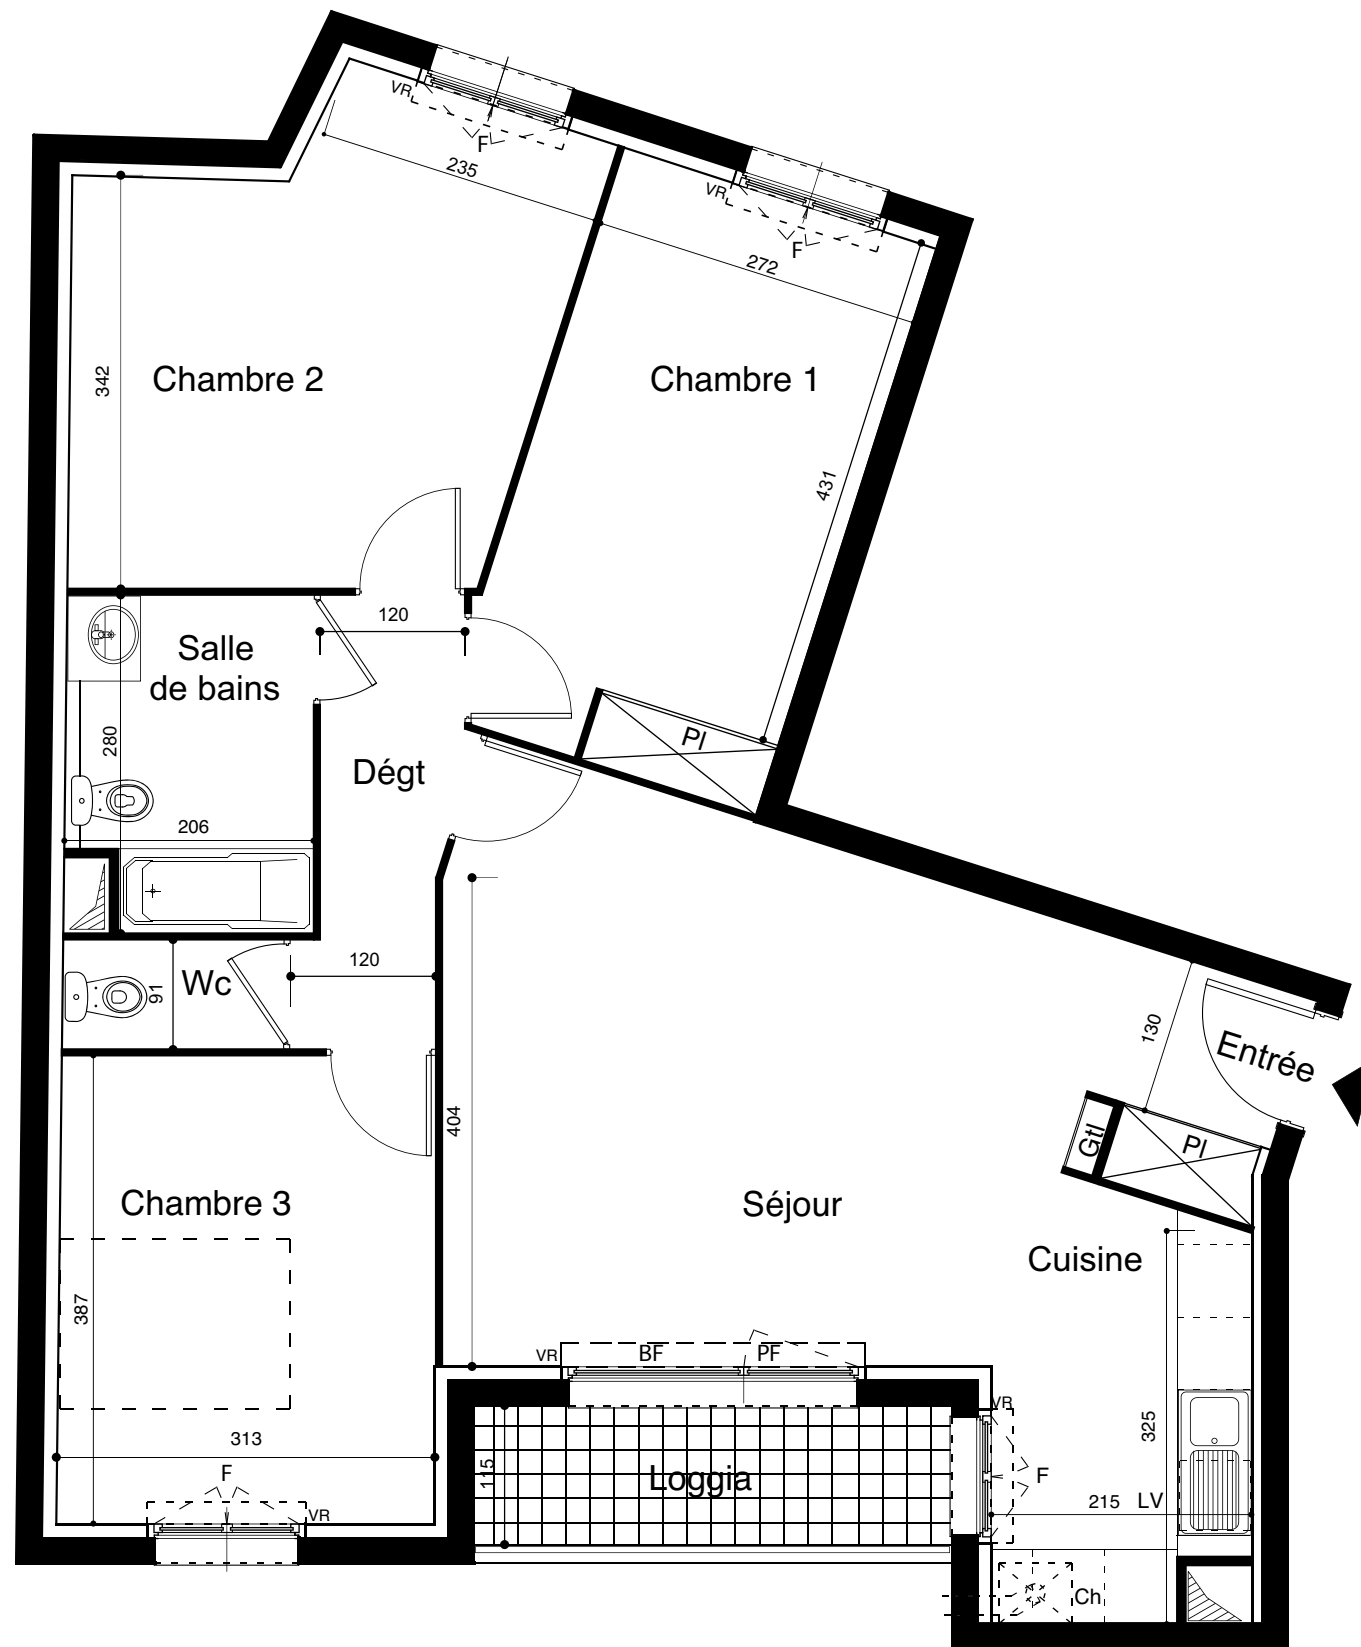 VR
F
235
VR
F
272
342
Chambre 2
Chambre 1
431
120
Salle
de bains
280
Pl
Dégt
206
120
Wc
91
130
Entrée
404
Gtl
Pl
Chambre 3
Séjour
Cuisine
387
VR
BF
PF
VR
313
325
115
Loggia
F
F
215
LV
VR
Ch